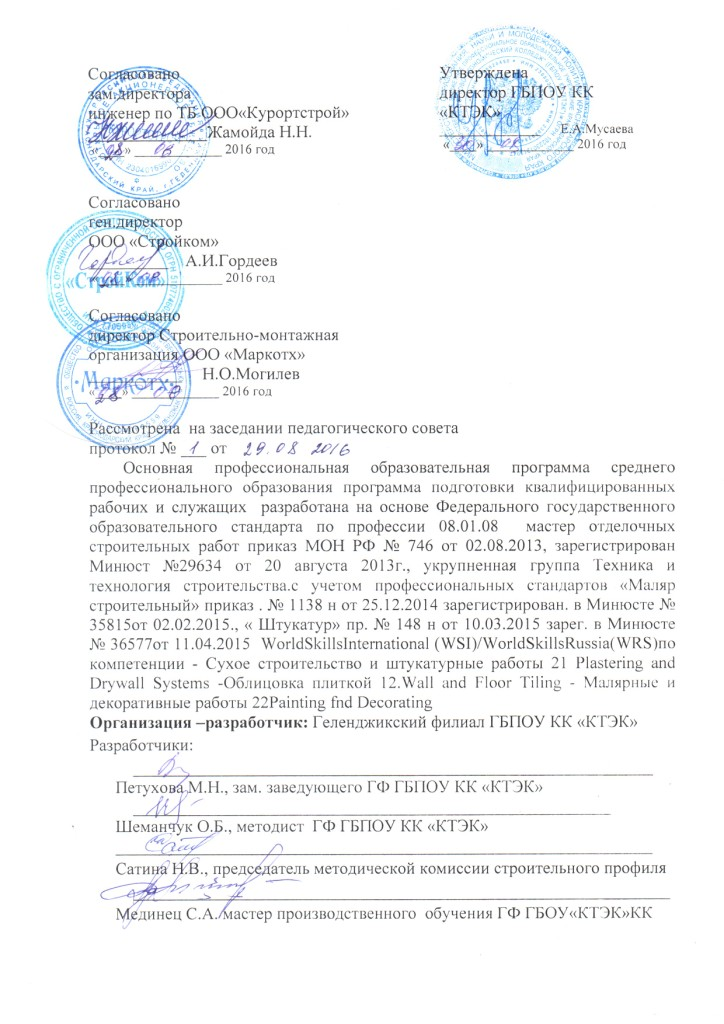 Согласовано
зам.директора
инженер по ТБ ООО«Курортстрой»
Жамойда Н.Н.
« 28 » 08 2016 год
Утверждена
директор ГБПОУ КК
«КТЭК»
Е.А.Мусаева
« » 2016 год
Согласовано
ген.директор
ООО «Стройком»
А.И.Гордеев
« 28 » 08 2016 год
«СтройКом»
Согласовано
директор Строительно-монтажная
организация ООО «Маркотх»
Н.О.Могилев
« 28 » 08 2016 год
«Маркотх»
Рассмотрена на заседании педагогического совета
протокол № 1 от 29.08 2016
Основная профессиональная образовательная программа среднего
профессионального образования программа подготовки квалифицированных
рабочих и служащих разработана на основе Федерального государственного
образовательного стандарта по профессии 08.01.08 мастер отделочных
строительных работ приказ МОН РФ № 746 от 02.08.2013, зарегистрирован
Минюст №29634 от 20 августа 2013г., укрупненная группа Техника и
технология строительства.с учетом профессиональных стандартов «Маляр
строительный» приказ . № 1138 н от 25.12.2014 зарегистрирован. в Минюсте №
35815от 02.02.2015., « Штукатур» пр. № 148 н от 10.03.2015 зарег. в Минюсте
№ 36577от 11.04.2015 WorldSkillsInternational (WSI)/WorldSkillsRussia(WRS)по
компетенции - Сухое строительство и штукатурные работы 21 Plastering and
Drywall Systems -Облицовка плиткой 12.Wall and Floor Tiling - Малярные и
декоративные работы 22Painting fnd Decorating
Организация –разработчик: Геленджикский филиал ГБПОУ КК «КТЭК»
Разработчики:
Петухова М.Н., зам. заведующего ГФ ГБПОУ КК «КТЭК»
Шеманчук О.Б., методист ГФ ГБПОУ КК «КТЭК»
Сатина Н.В., председатель методической комиссии строительного профиля
Мединец С.А. мастер производственного обучения ГФ ГБОУ«КТЭК»КК